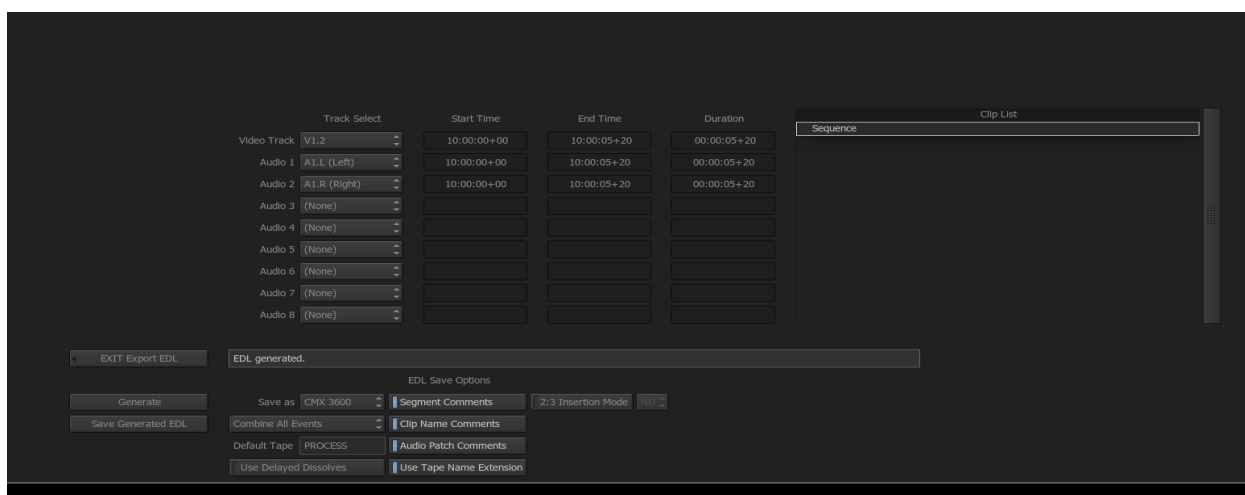 Track Select Start Time End Time Duration Clip List
Sequence
Video Track V1.2 10:00:00+00 10:00:05+20 00:00:05+20
Audio 1 A1.L (Left) 10:00:00+00 10:00:05+20 00:00:05+20
Audio 2 A1.R (Right) 10:00:00+00 10:00:05+20 00:00:05+20
Audio 3 (None)
Audio 4 (None)
Audio 5 (None)
Audio 6 (None)
Audio 7 (None)
Audio 8 (None)
EXIT Export EDL EDL generated.
EDL Save Options
Generate Save as CMX 3600 Segment Comments 2:3 Insertion Mode ND
Save Generated EDL Combine All Events Clip Name Comments
Default Tape PROCESS Audio Patch Comments
Use Delayed Dissolves Use Tape Name Extension